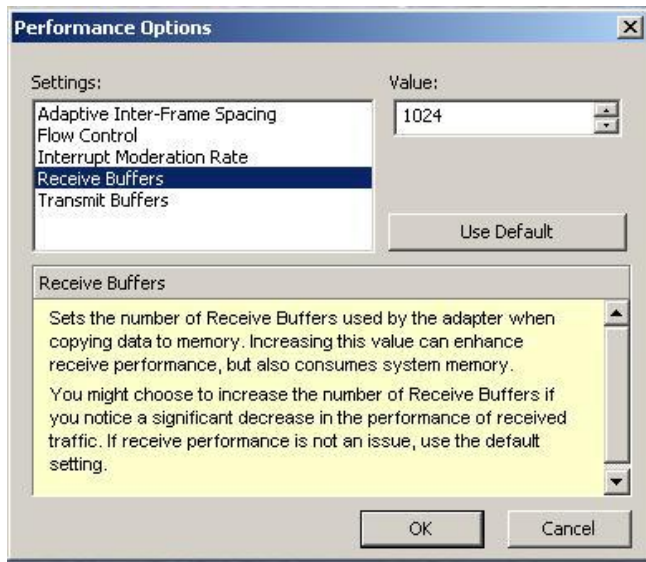 Performance Options
Settings:
Value:
Adaptive Inter-Frame Spacing
Flow Control
Interrupt Moderation Rate
Receive Buffers
Transmit Buffers
1024
Use Default
Receive Buffers
Sets the number of Receive Buffers used by the adapter when
copying data to memory. Increasing this value can enhance
receive performance, but also consumes system memory.
You might choose to increase the number of Receive Buffers if
you notice a significant decrease in the performance of received
traffic. If receive performance is not an issue, use the default
setting.
OK
Cancel